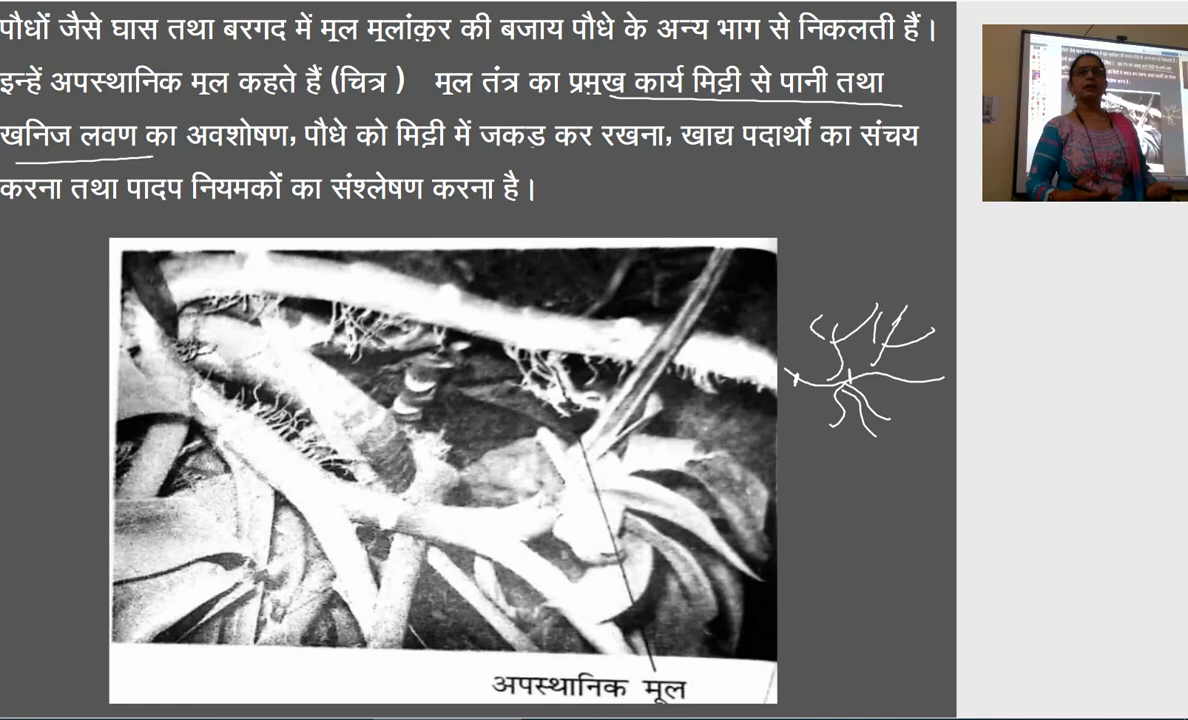 पौधों जैसे घास तथा बरगद में मूल मूलांकुर की बजाय पौधे के अन्य भाग से निकलती हैं।
इन्हें अपस्थानिक मूल कहते हैं (चित्र ) मूल तंत्र का प्रमुख कार्य मिट्टी से पानी तथा
खनिज लवण का अवशोषण, पौधे को मिट्टी में जकड़ कर रखना, खाद्य पदार्थों का संचय
करना तथा पादप नियमकों का संश्लेषण करना है।
अपस्थानिक मूल